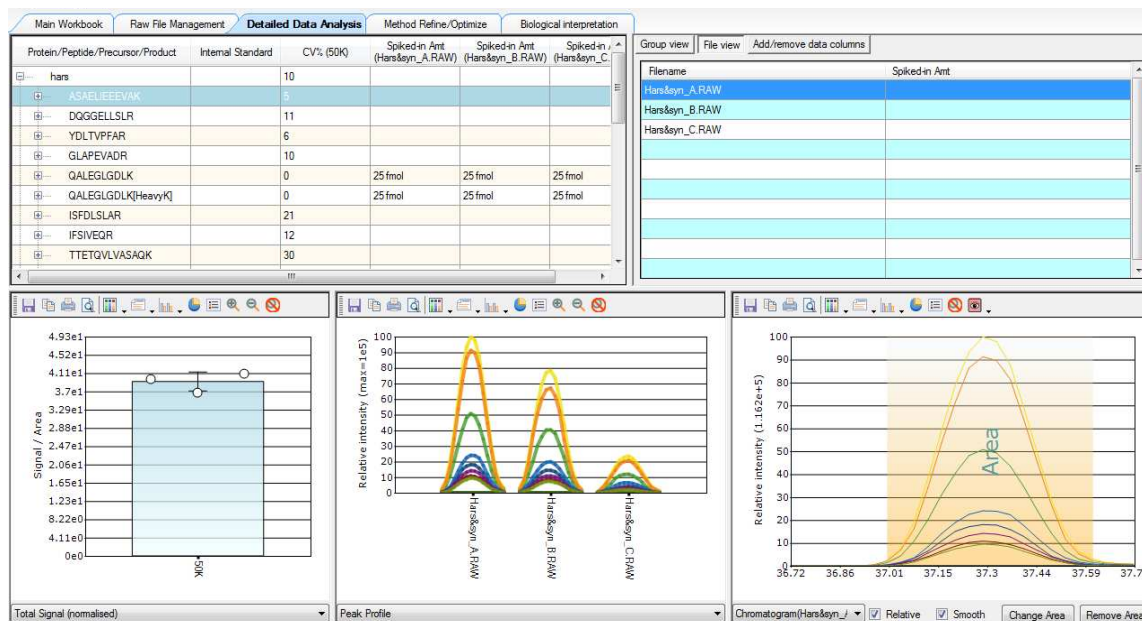 Main Workbook Raw File Management Detailed Data Analysis Method Refine/Optimize Biological interpretation
Protein/Peptide/Precursor/Product Internal Standard CV% (50K) Spiked-in Amt (Hars&syn_A.RAW) Spiked-in Amt (Hars&syn_B.RAW) Spiked-in A (Hars&syn_C.
hars 10
ASAELIEEEVAK 5
DQGGELLSLR 11
YDLTVPFAR 6
GLAPEVADR 10
QALEGLGDLK 0 25 fmol 25 fmol 25 fmol
QALEGLGDLK[HeavyK] 0 25 fmol 25 fmol 25 fmol
ISFDLSLAR 21
IFSIVEQR 12
TTETQVLVASAQK 30
Group view File view Add/remove data columns
Filename Spiked-in Amt
Hars&syn_A.RAW
Hars&syn_B.RAW
Hars&syn_C.RAW
Signal / Area
4.93e1
4.52e1
4.11e1
3.7e1
3.29e1
2.88e1
2.47e1
2.06e1
1.65e1
1.23e1
8.22e0
4.11e0
0e0
50K
Total Signal (normalised)
Relative intensity (max=1e5)
100
90
80
70
60
50
40
30
20
10
0
Hars&syn_A.RAW
Hars&syn_B.RAW
Hars&syn_C.RAW
Peak Profile
Relative intensity (1.162e+5)
100
90
80
70
60
50
40
30
20
10
0
Area
36.72 36.86 37.01 37.15 37.3 37.44 37.59 37.7
Chromatogram(Hars&syn_ Relative Smooth Change Area Remove Area